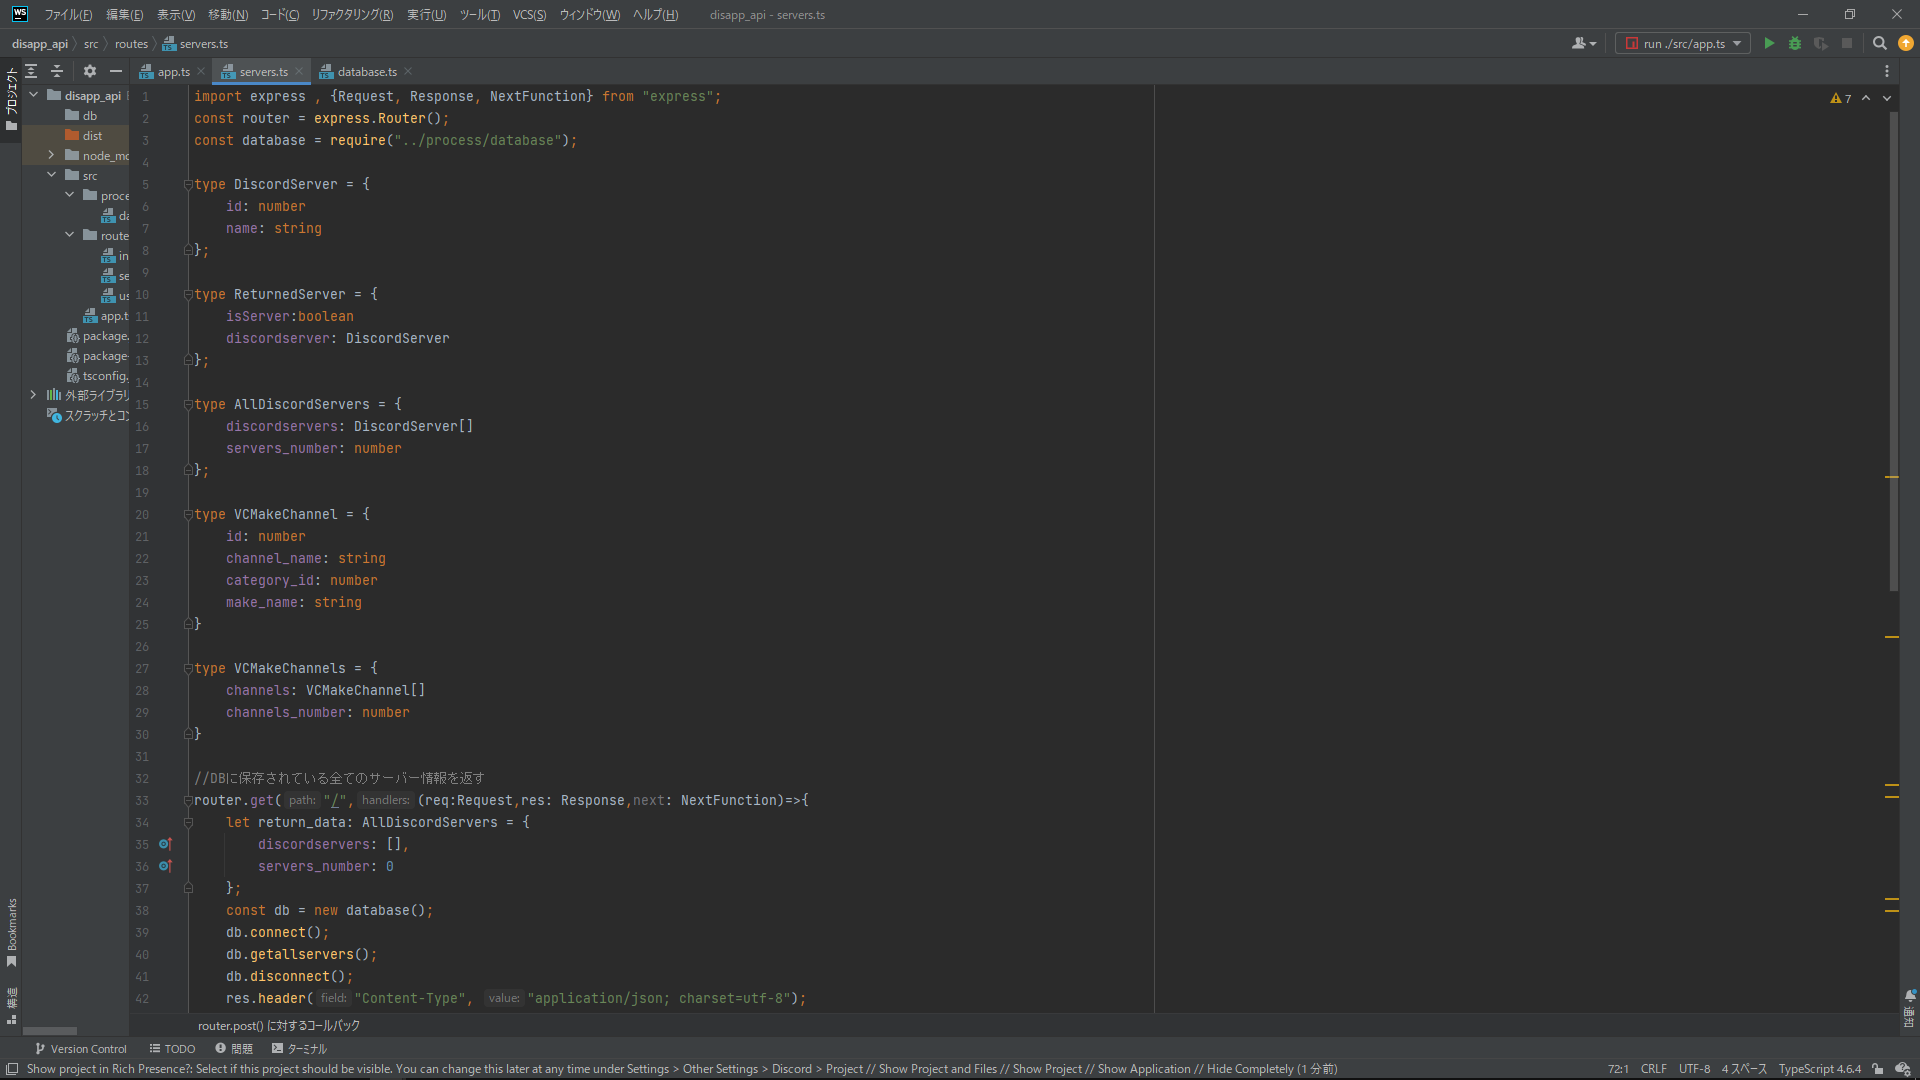 WS ファイル(F) 編集(E) 表示(V) 移動(N) コード(C) リファクタリング(R) 実行(U) ツール(T) VCS(S) ウィンドウ(W) ヘルプ(H) disapp_api - servers.ts
disapp_api src routes servers.ts run ./src/app.ts
app.ts servers.ts database.ts
プロジェクト
disapp_api
db
dist
node_mo
src
proce
da
route
in
se
us
app.t
package.
package-
tsconfig.
外部ライブラリ
スクラッチとコン
Bookmarks
構造
7
1 import express , {Request, Response, NextFunction} from "express";
2 const router = express.Router();
3 const database = require("../process/database");
4
5 type DiscordServer = {
6 id: number
7 name: string
8 };
9
10 type ReturnedServer = {
11 isServer:boolean
12 discordserver: DiscordServer
13 };
14
15 type AllDiscordServers = {
16 discordservers: DiscordServer[]
17 servers_number: number
18 };
19
20 type VCMakeChannel = {
21 id: number
22 channel_name: string
23 category_id: number
24 make_name: string
25 }
26
27 type VCMakeChannels = {
28 channels: VCMakeChannel[]
29 channels_number: number
30 }
31
32 //DBに保存されている全てのサーバー情報を返す
33 router.get( path: "/", handlers: (req:Request,res: Response,next: NextFunction)=>{
34 let return_data: AllDiscordServers = {
35 discordservers: [],
36 servers_number: 0
37 };
38 const db = new database();
39 db.connect();
40 db.getallservers();
41 db.disconnect();
42 res.header( field: "Content-Type", value: "application/json; charset=utf-8");
通知
router.post() に対するコールバック
Version Control TODO 問題 ターミナル
Show project in Rich Presence?: Select if this project should be visible. You can change this later at any time under Settings > Other Settings > Discord > Project // Show Project and Files // Show Project // Show Application // Hide Completely (1 分前) 72:1 CRLF UTF-8 4 スペース TypeScript 4.6.4